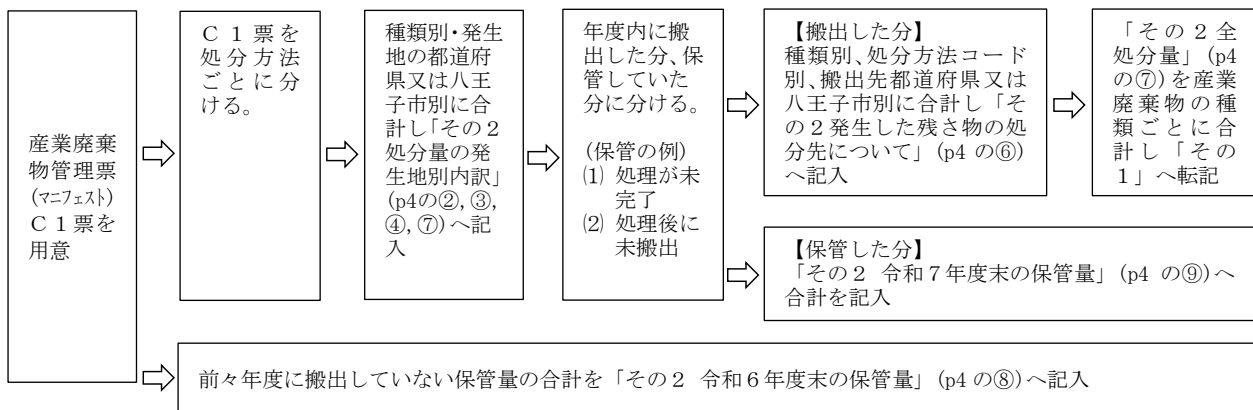 産業廃棄
物管理票
(マニフェスト)
C1票を
用意
C1票を
処分方法
ごとに分
ける。
種類別・発生
地の都道府
県又は八王
子市別に合
計し「その2
処分量の発
生地別内訳」
(p4の②,③,
④,⑦)へ記
入
年度内に搬
出した分、保
管していた
分に分ける。
(保管の例)
⑴ 処理が未
完了
⑵ 処理後に
未搬出
【搬出した分】
種類別、処分方法コード
別、搬出先都道府県又は
八王子市別に合計し「そ
の2発生した残さ物の処
分先について」(p4 の⑥)
へ記入
「その2全
処分量」(p4
の⑦)を産業
廃棄物の種
類ごとに合
計し「その
1」へ転記
【保管した分】
「その2 令和7年度末の保管量」(p4 の⑨)へ
合計を記入
前々年度に搬出していない保管量の合計を「その2 令和6年度末の保管量」(p4 の⑧)へ記入